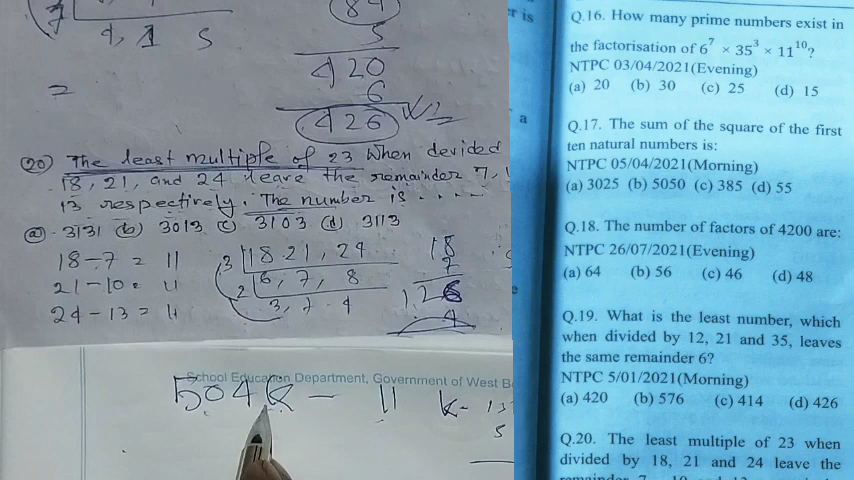 4, 1 5
=
84
5
420
6
426
(20) The least multiple of 23 when devided
18, 21, and 24 leave the remainder 7,
13 respectively. The number is . . . .
(a) 3131 (b) 3013 (c) 3103 (d) 3113
18-7 = 11
21-10 = 11
24-13 = 11
3 18 21, 24
2 6, 7, 8
3, 7 4
18
7
126
4
School Education Department, Government of West B
504K - 11 K-
5
er is
a
e
Q.16. How many prime numbers exist in
the factorisation of 6⁷ × 35³ × 11¹⁰?
NTPC 03/04/2021(Evening)
(a) 20 (b) 30 (c) 25 (d) 15
Q.17. The sum of the square of the first
ten natural numbers is:
NTPC 05/04/2021(Morning)
(a) 3025 (b) 5050 (c) 385 (d) 55
Q.18. The number of factors of 4200 are:
NTPC 26/07/2021(Evening)
(a) 64 (b) 56 (c) 46 (d) 48
Q.19. What is the least number, which
when divided by 12, 21 and 35, leaves
the same remainder 6?
NTPC 5/01/2021(Morning)
(a) 420 (b) 576 (c) 414 (d) 426
Q.20. The least multiple of 23 when
divided by 18, 21 and 24 leave the